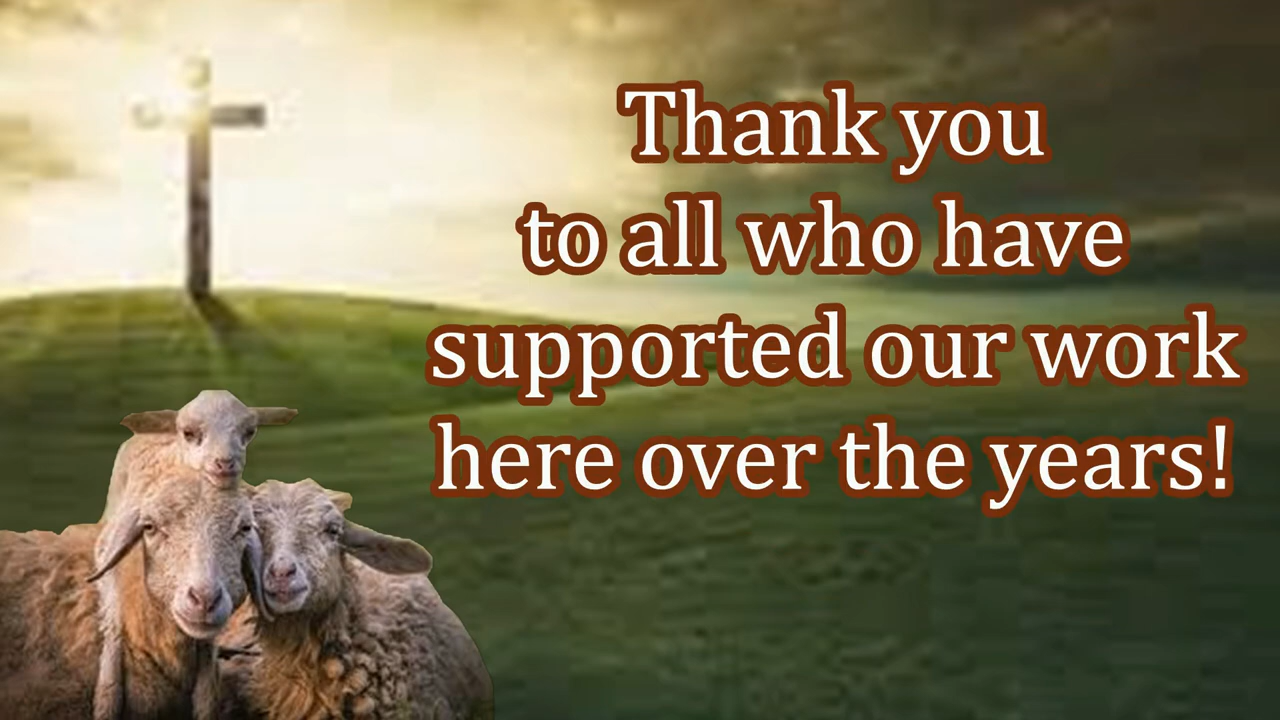 Thank you
to all who have
supported our work
here over the years!